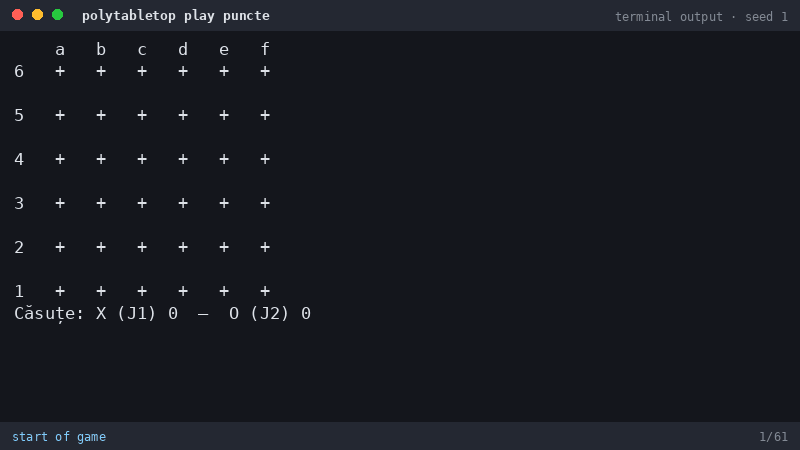 polytabletop play puncte
terminal output · seed 1
a b c d e f
6 + + + + + +
5 + + + + + +
4 + + + + + +
3 + + + + + +
2 + + + + + +
1 + + + + + +
Căsuțe: X (J1) 0 – O (J2) 0
start of game
1/61